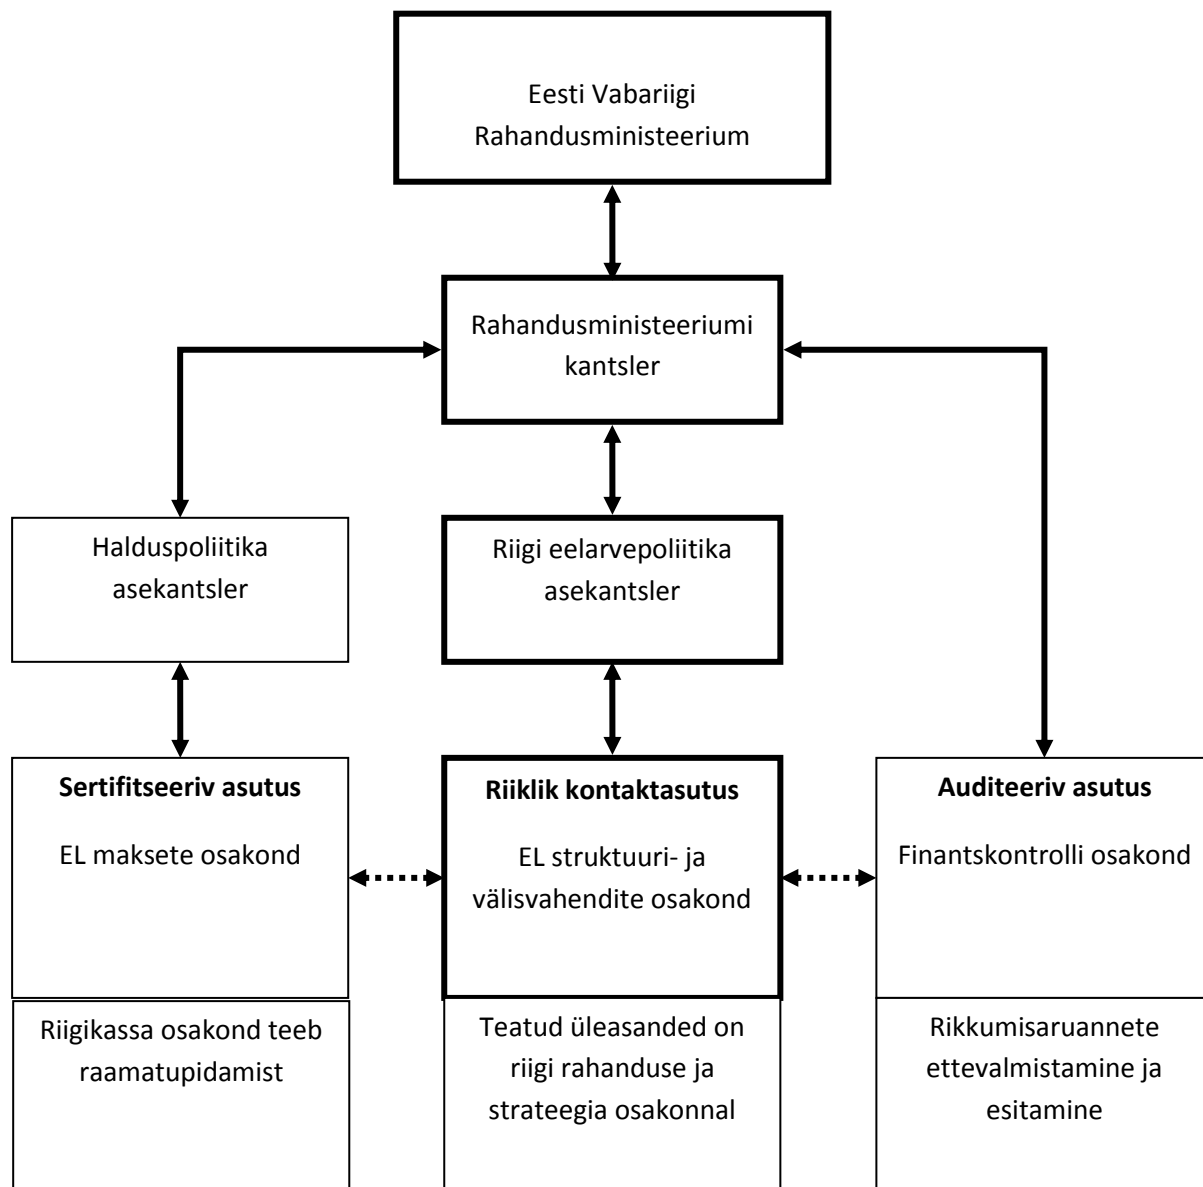 Eesti Vabariigi
Rahandusministeerium
Rahandusministeeriumi
kantsler
Halduspoliitika
asekantsler
Riigi eelarvepoliitika
asekantsler
Sertifitseeriv asutus
EL maksete osakond
Riiklik kontaktasutus
EL struktuuri- ja
välisvahendite osakond
Auditeeriv asutus
Finantskontrolli osakond
Riigikassa osakond teeb
raamatupidamist
Teatud üleasanded on
riigi rahanduse ja
strateegia osakonnal
Rikkumisaruannete
ettevalmistamine ja
esitamine